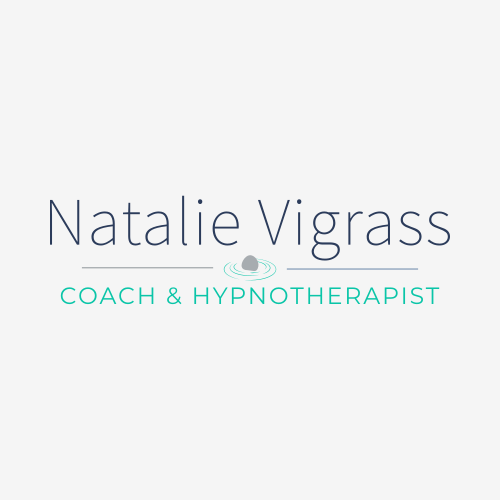 Natalie Vigrass
COACH & HYPNOTHERAPIST